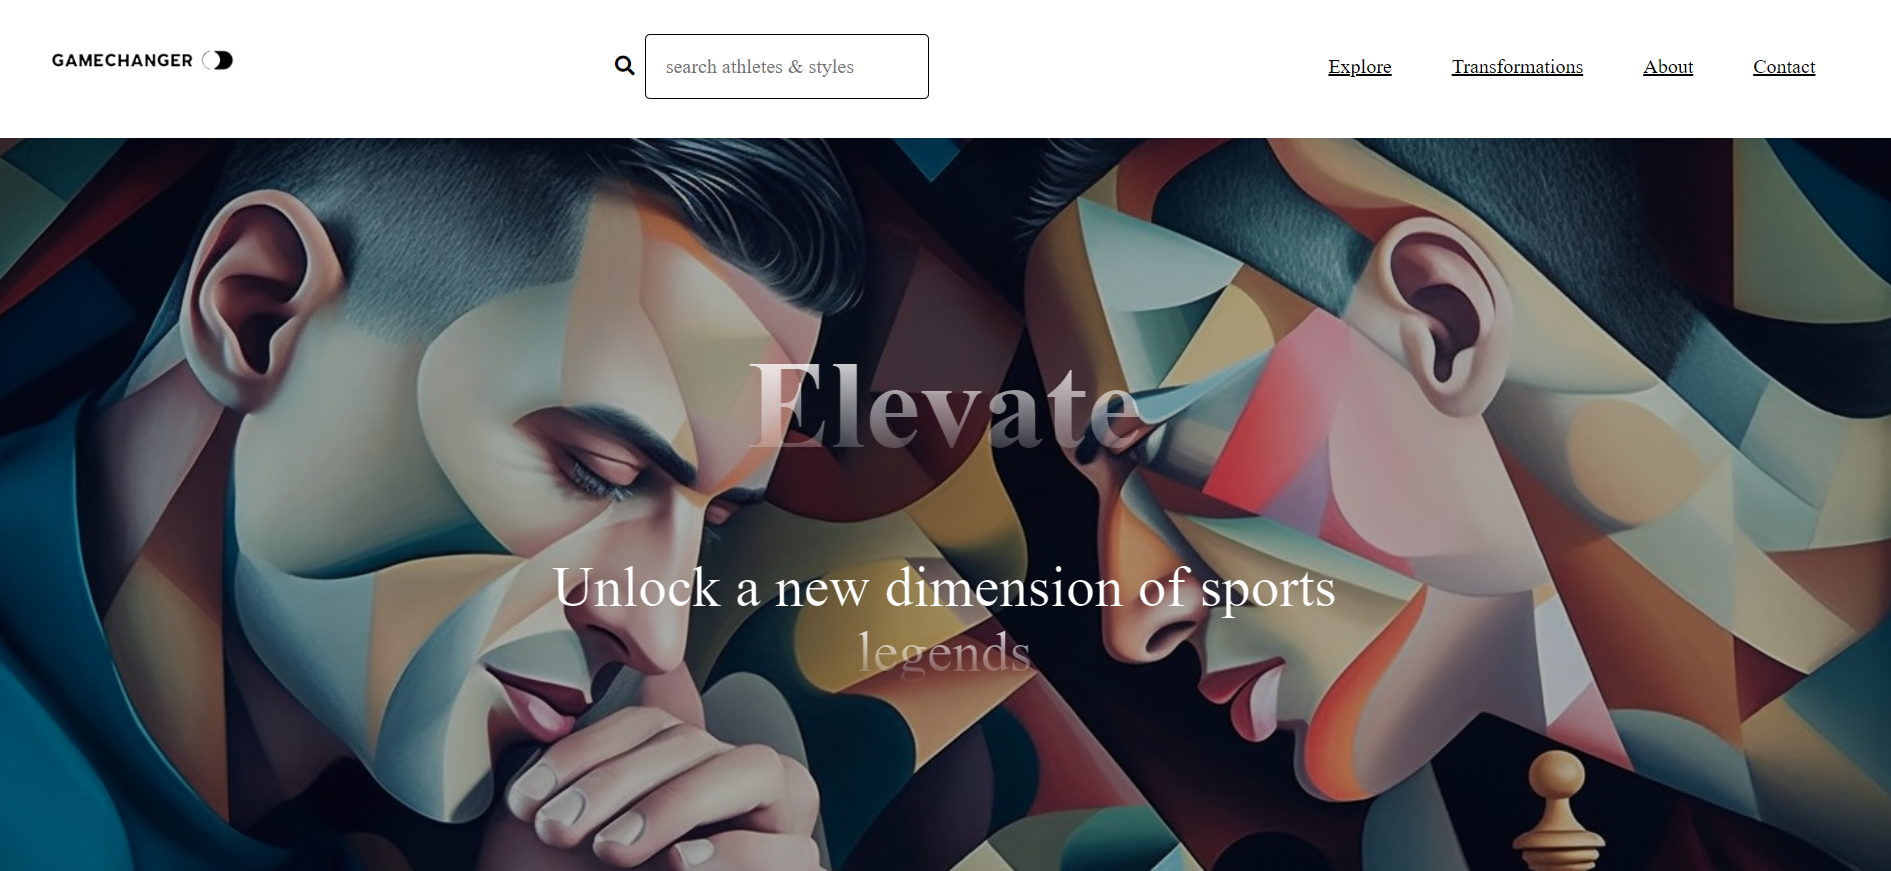 GAMECHANGER
search athletes & styles
Explore
Transformations
About
Contact
Elevate
Unlock a new dimension of sports
legends